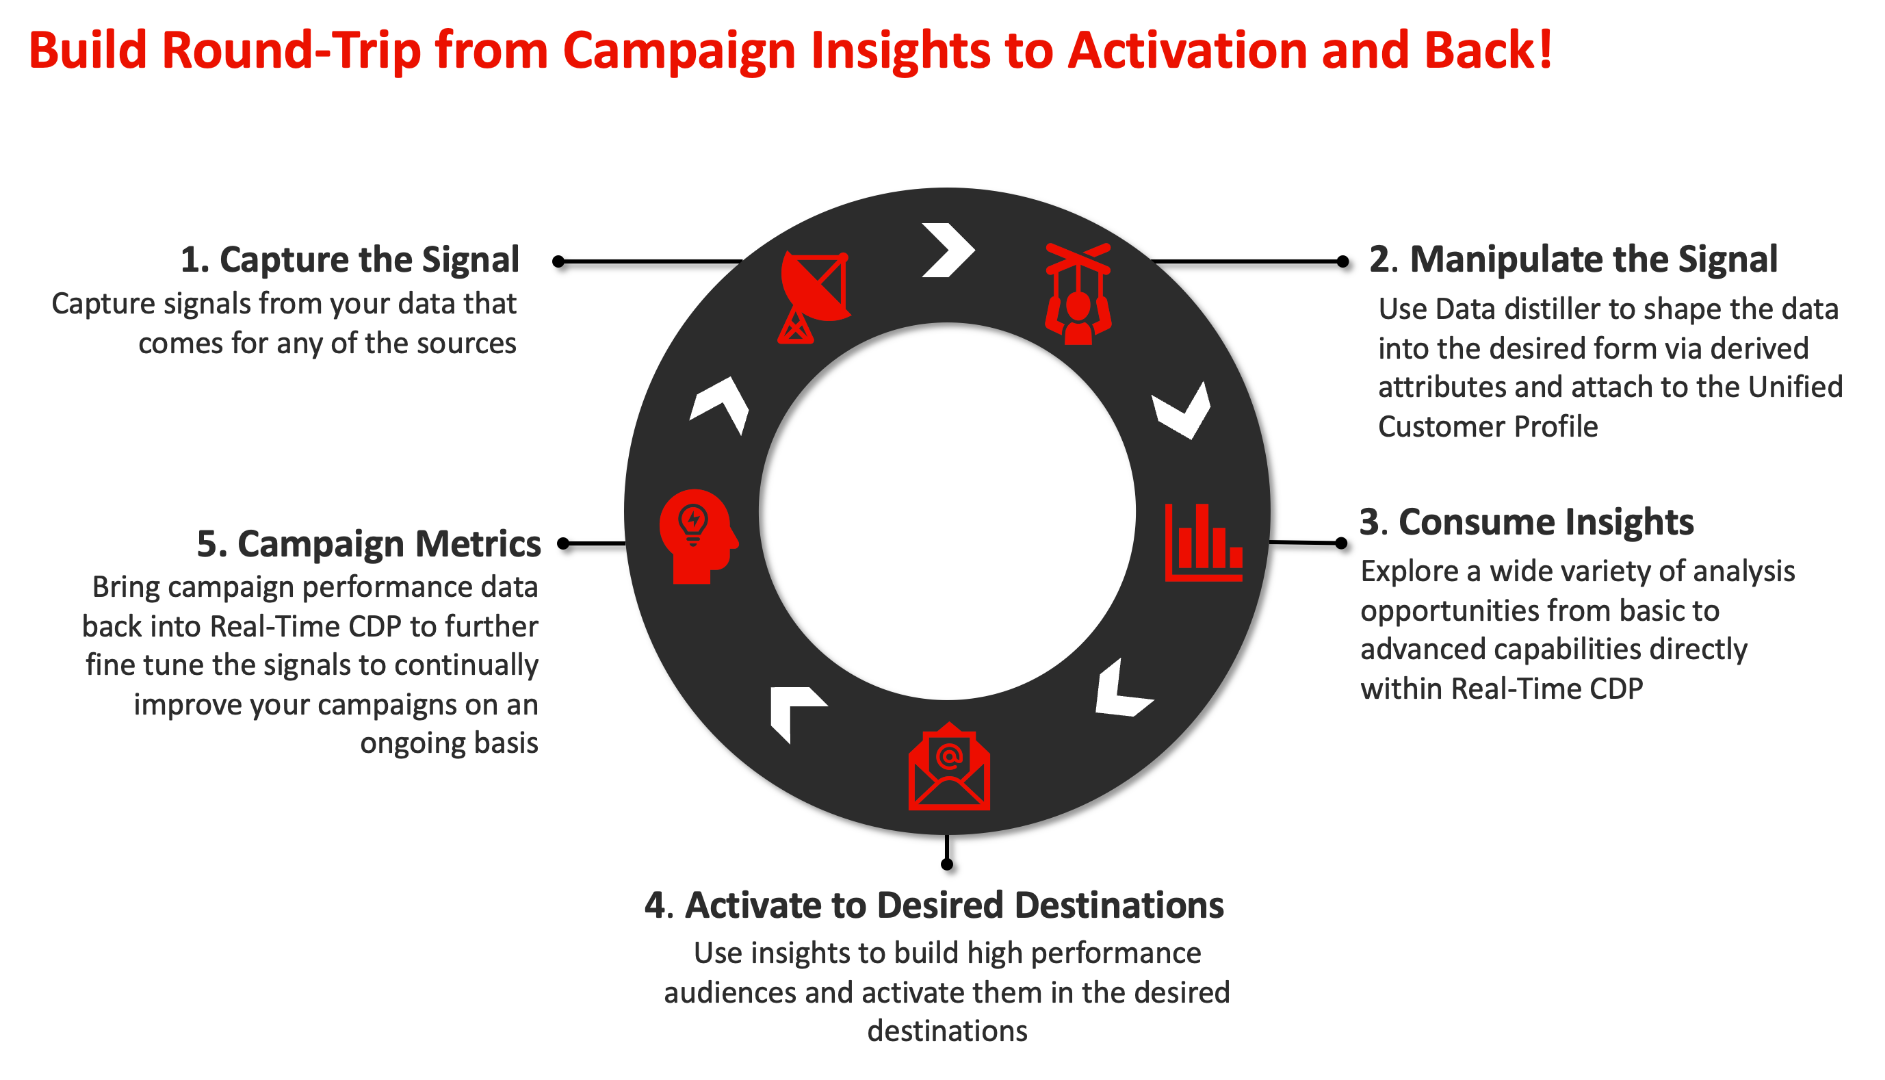 Build Round-Trip from Campaign Insights to Activation and Back!
1. Capture the Signal
Capture signals from your data that
comes for any of the sources
2. Manipulate the Signal
Use Data distiller to shape the data
into the desired form via derived
attributes and attach to the Unified
Customer Profile
3. Consume Insights
Explore a wide variety of analysis
opportunities from basic to
advanced capabilities directly
within Real-Time CDP
4. Activate to Desired Destinations
Use insights to build high performance
audiences and activate them in the desired
destinations
5. Campaign Metrics
Bring campaign performance data
back into Real-Time CDP to further
fine tune the signals to continually
improve your campaigns on an
ongoing basis
@